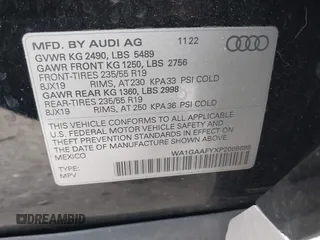 MFD. BY AUDI AG 11 22
GVWR KG 2490, LBS 5489
GAWR FRONT KG 1250, LBS 2756
FRONT-TIRES 235/55 R19
8JX19 RIMS, AT 230 KPA 33 PSI COLD
GAWR REAR KG 1360, LBS 2998
REAR-TIRES 235/55 R19
8JX19 RIMS, AT 250 KPA 36 PSI COLD
THIS VEHICLE CONFORMS TO ALL APPLICABLE
U.S. FEDERAL MOTOR VEHICLE SAFETY AND
THEFT PREVENTION STANDARDS IN EFFECT ON
THE DATE OF MANUFACTURE SHOWN ABOVE.
MEXICO
TYPE:
MPV
DREAMBID